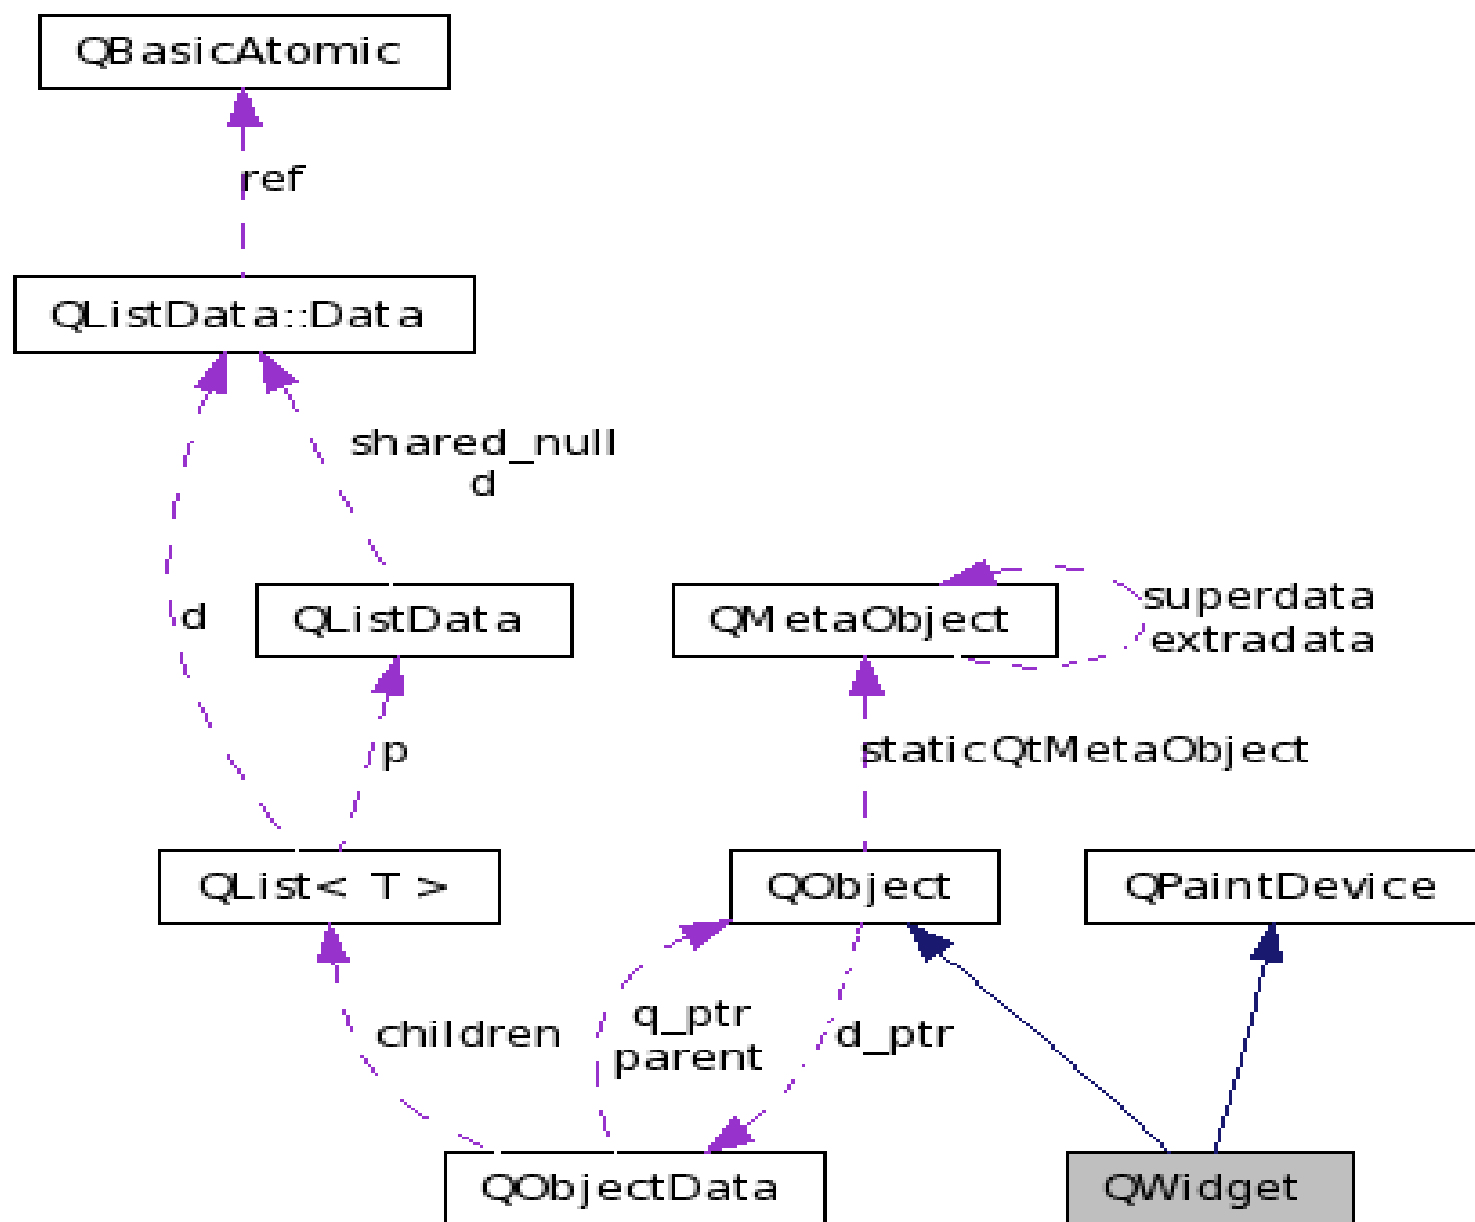 QBasicAtomic
ref
QListData::Data
shared_null
d
d
QListData
QMetaObject
superdata
extradata
p
staticQtMetaObject
QList< T >
QObject
QPaintDevice
children
q_ptr
parent
d_ptr
QObjectData
QWidget